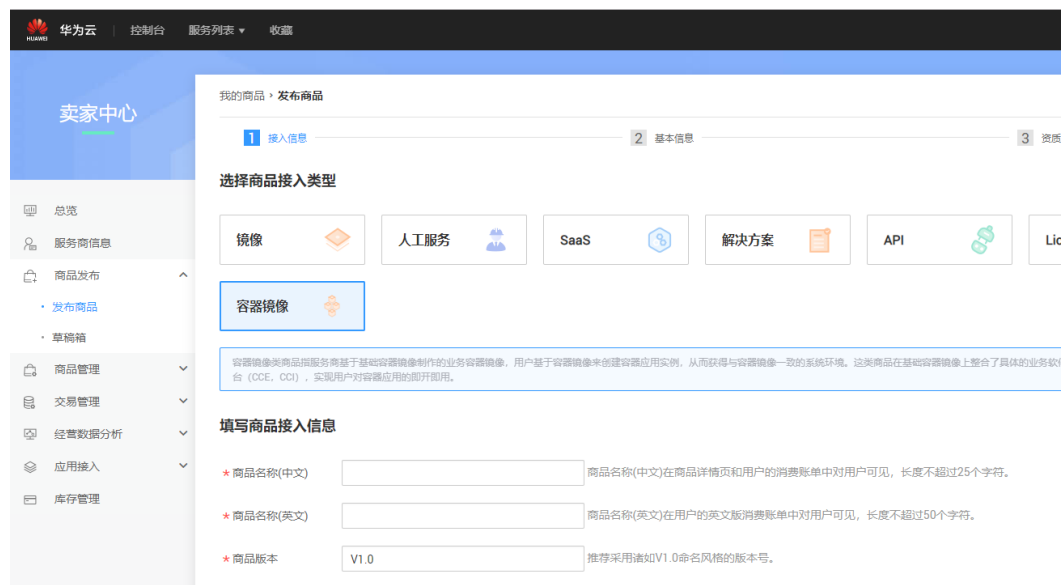 HUAWEI 华为云 控制台 服务列表 收藏
卖家中心
总览
服务商信息
商品发布
发布商品
草稿箱
商品管理
交易管理
经营数据分析
应用接入
库存管理
我的商品 › 发布商品
1 接入信息 2 基本信息 3 资质
选择商品接入类型
镜像 人工服务 SaaS 解决方案 API Lic
容器镜像
容器镜像类商品指服务商基于基础容器镜像制作的业务容器镜像，用户基于容器镜像来创建容器应用实例，从而获得与容器镜像一致的系统环境。这类商品在基础容器镜像上整合了具体的业务软件
台（CCE、CCI），实现用户对容器应用的即开即用。
填写商品接入信息
* 商品名称(中文) 商品名称(中文)在商品详情页和用户的消费账单中对用户可见，长度不超过25个字符。
* 商品名称(英文) 商品名称(英文)在用户的英文版消费账单中对用户可见，长度不超过50个字符。
* 商品版本 V1.0 推荐采用诸如V1.0命名风格的版本号。